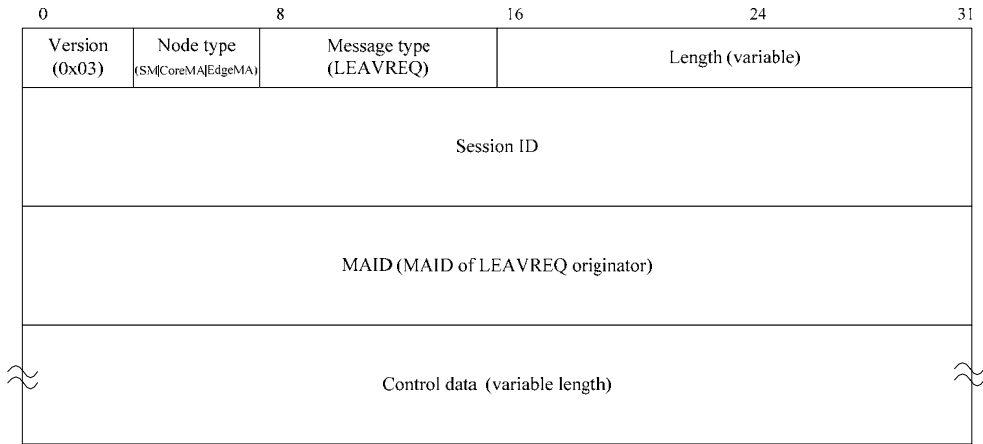 0 8 16 24 31
Version Node type Message type Length (variable)
(0x03) (SM|CoreMA|EdgeMA) (LEAVREQ)
Session ID
MAID (MAID of LEAVREQ originator)
Control data (variable length)